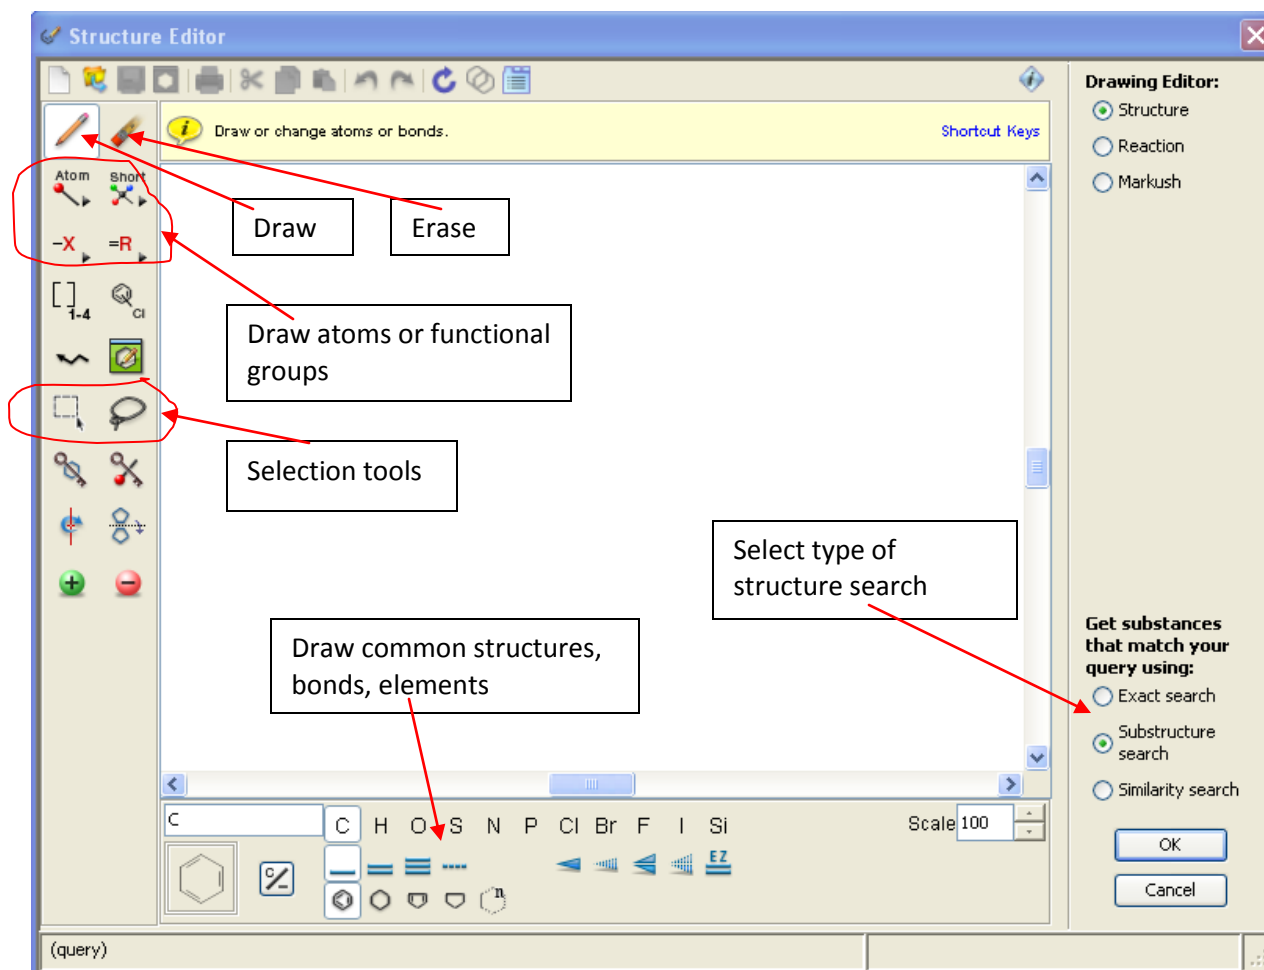 Structure Editor
Drawing Editor:
Structure
Reaction
Markush
Draw or change atoms or bonds.
Shortcut Keys
Atom
Short
-X
=R
[ ] 1-4
Cl
Draw
Erase
Draw atoms or functional
groups
Selection tools
Select type of
structure search
Draw common structures,
bonds, elements
Get substances
that match your
query using:
Exact search
Substructure
search
Similarity search
OK
Cancel
C
C H O S N P Cl Br F I Si
Scale 100
EZ
n
(query)